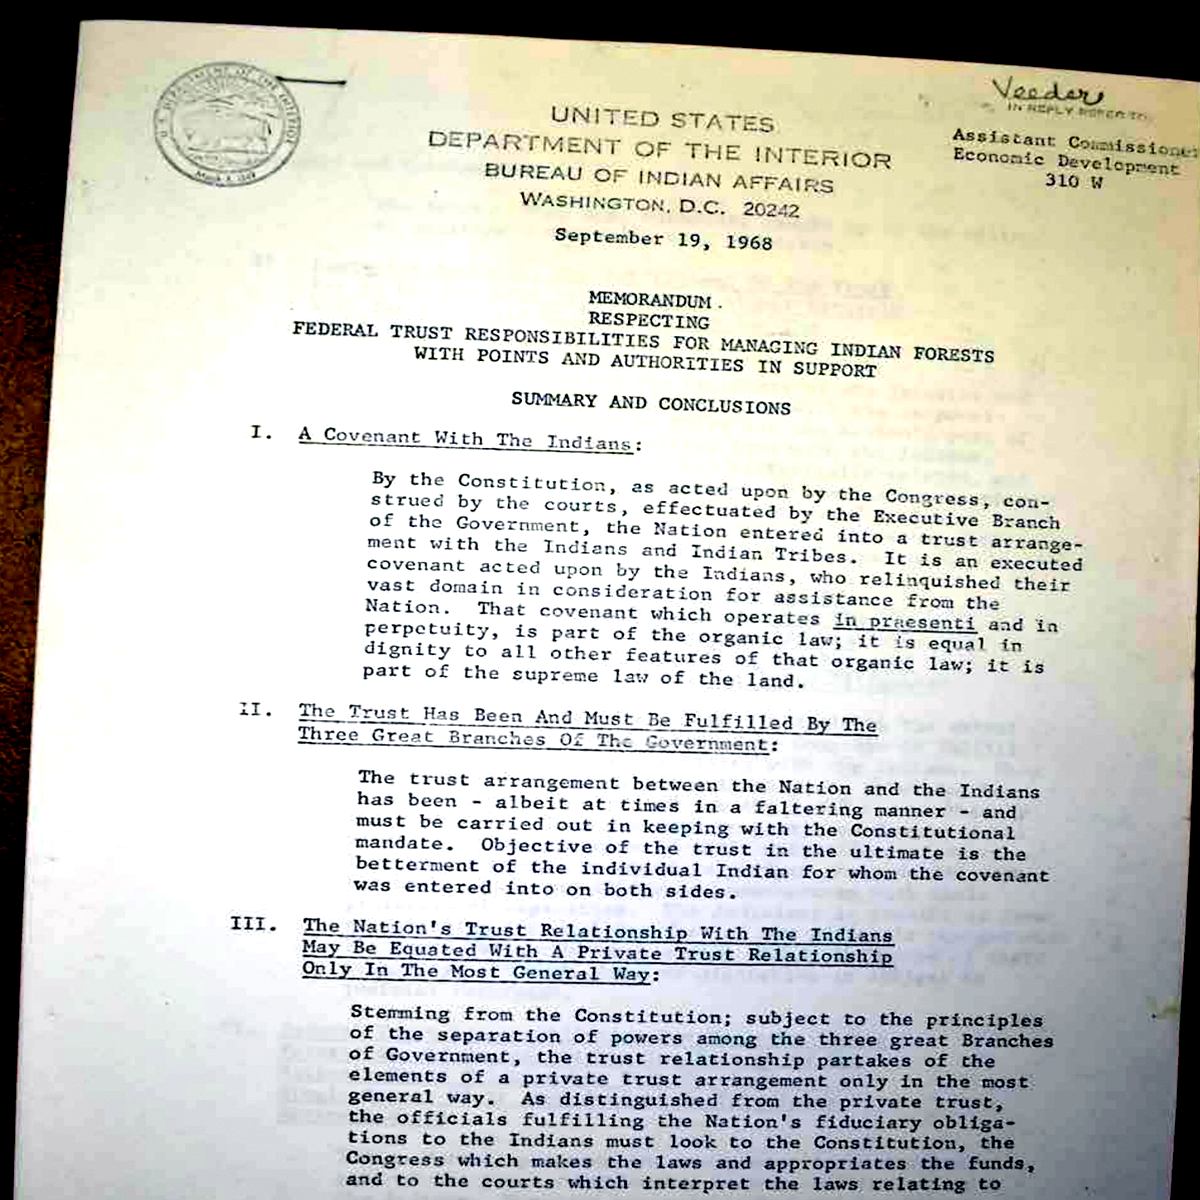 U.S. DEPARTMENT OF THE INTERIOR
March 3, 1849
Veeder
IN REPLY REFER TO:
UNITED STATES
DEPARTMENT OF THE INTERIOR
BUREAU OF INDIAN AFFAIRS
WASHINGTON, D.C. 20242
Assistant Commissioner
Economic Development
310 W
September 19, 1968
MEMORANDUM.
RESPECTING
FEDERAL TRUST RESPONSIBILITIES FOR MANAGING INDIAN FORESTS
WITH POINTS AND AUTHORITIES IN SUPPORT
SUMMARY AND CONCLUSIONS
I. A Covenant With The Indians:
By the Constitution, as acted upon by the Congress, con-
strued by the courts, effectuated by the Executive Branch
of the Government, the Nation entered into a trust arrange-
ment with the Indians and Indian Tribes. It is an executed
covenant acted upon by the Indians, who relinquished their
vast domain in consideration for assistance from the
Nation. That covenant which operates in praesenti and in
perpetuity, is part of the organic law; it is equal in
dignity to all other features of that organic law; it is
part of the supreme law of the land.
II. The Trust Has Been And Must Be Fulfilled By The
Three Great Branches Of The Government:
The trust arrangement between the Nation and the Indians
has been - albeit at times in a faltering manner - and
must be carried out in keeping with the Constitutional
mandate. Objective of the trust in the ultimate is the
betterment of the individual Indian for whom the covenant
was entered into on both sides.
III. The Nation's Trust Relationship With The Indians
May Be Equated With A Private Trust Relationship
Only In The Most General Way:
Stemming from the Constitution; subject to the principles
of the separation of powers among the three great Branches
of Government, the trust relationship partakes of the
elements of a private trust arrangement only in the most
general way. As distinguished from the private trust,
the officials fulfilling the Nation's fiduciary obliga-
tions to the Indians must look to the Constitution, the
Congress which makes the laws and appropriates the funds,
and to the courts which interpret the laws relating to